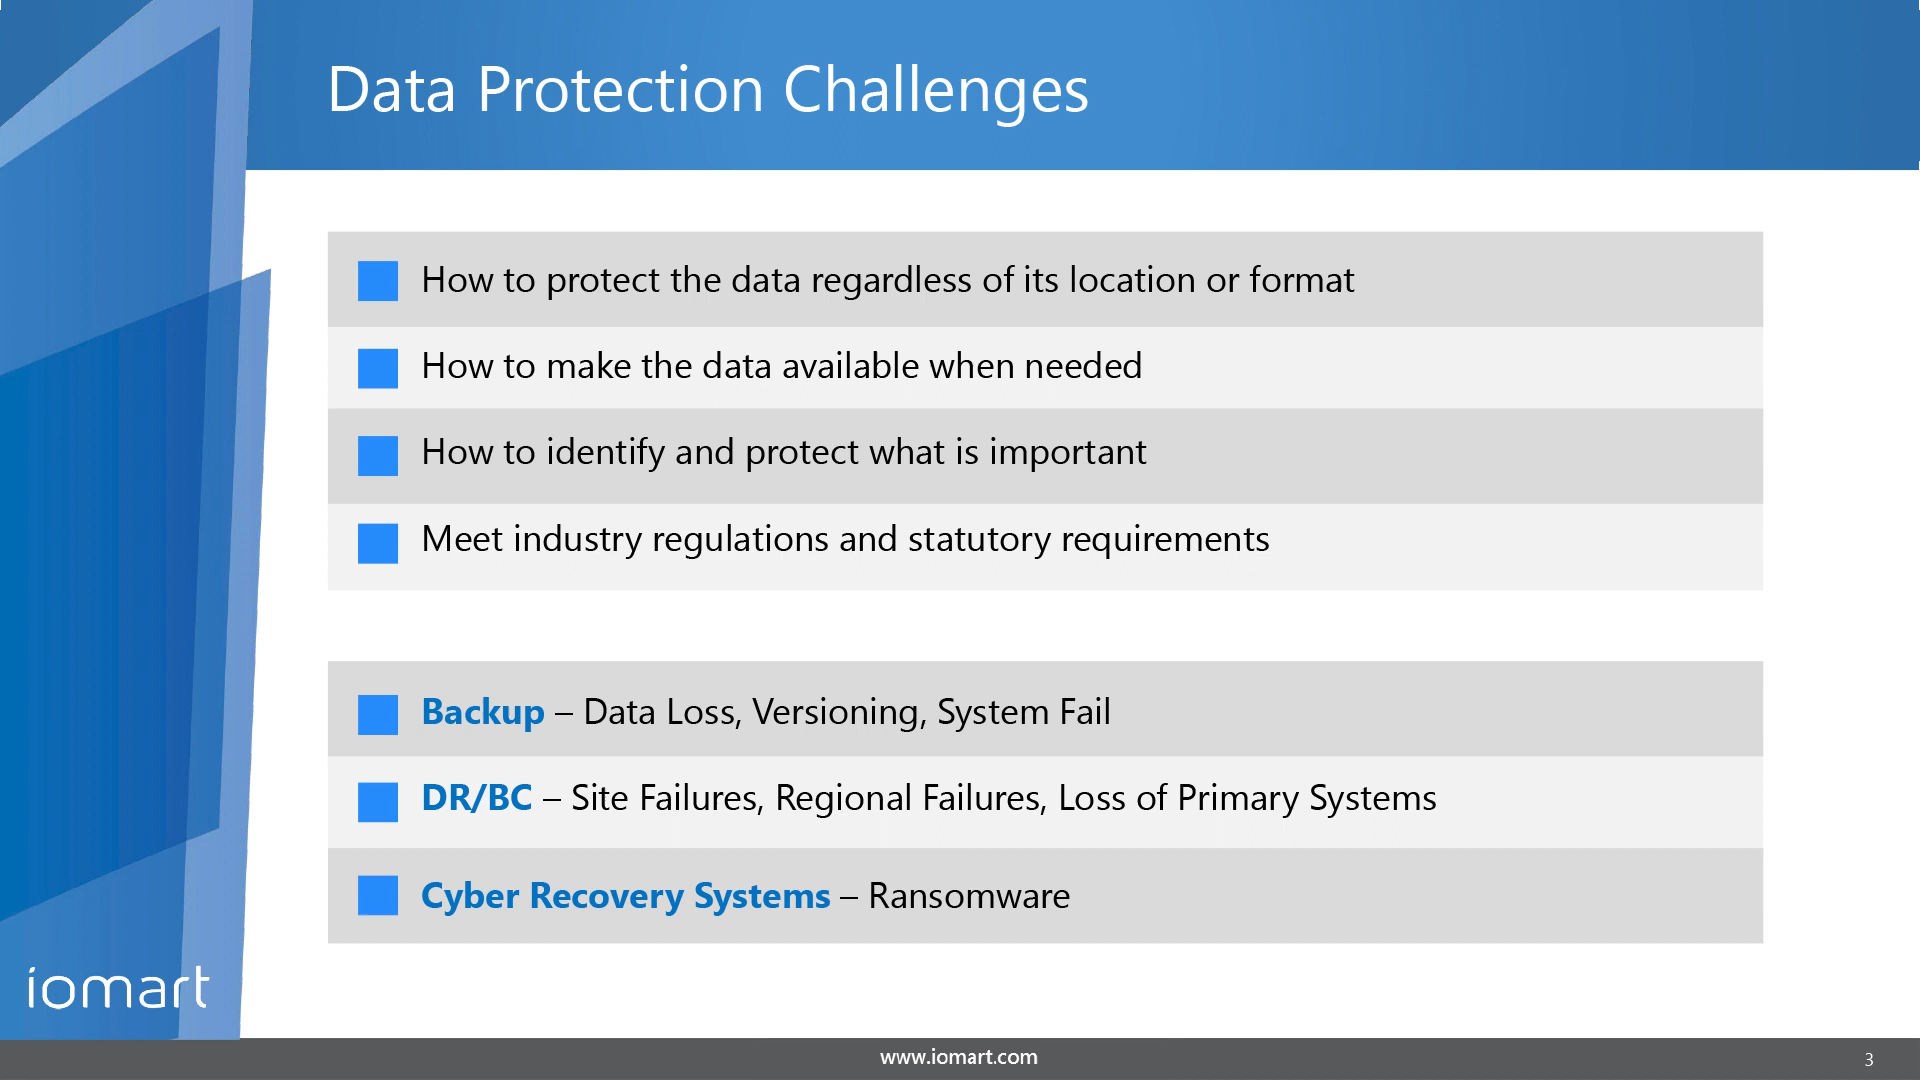 Data Protection Challenges
How to protect the data regardless of its location or format
How to make the data available when needed
How to identify and protect what is important
Meet industry regulations and statutory requirements
Backup – Data Loss, Versioning, System Fail
DR/BC – Site Failures, Regional Failures, Loss of Primary Systems
Cyber Recovery Systems – Ransomware
iomart
www.iomart.com
3